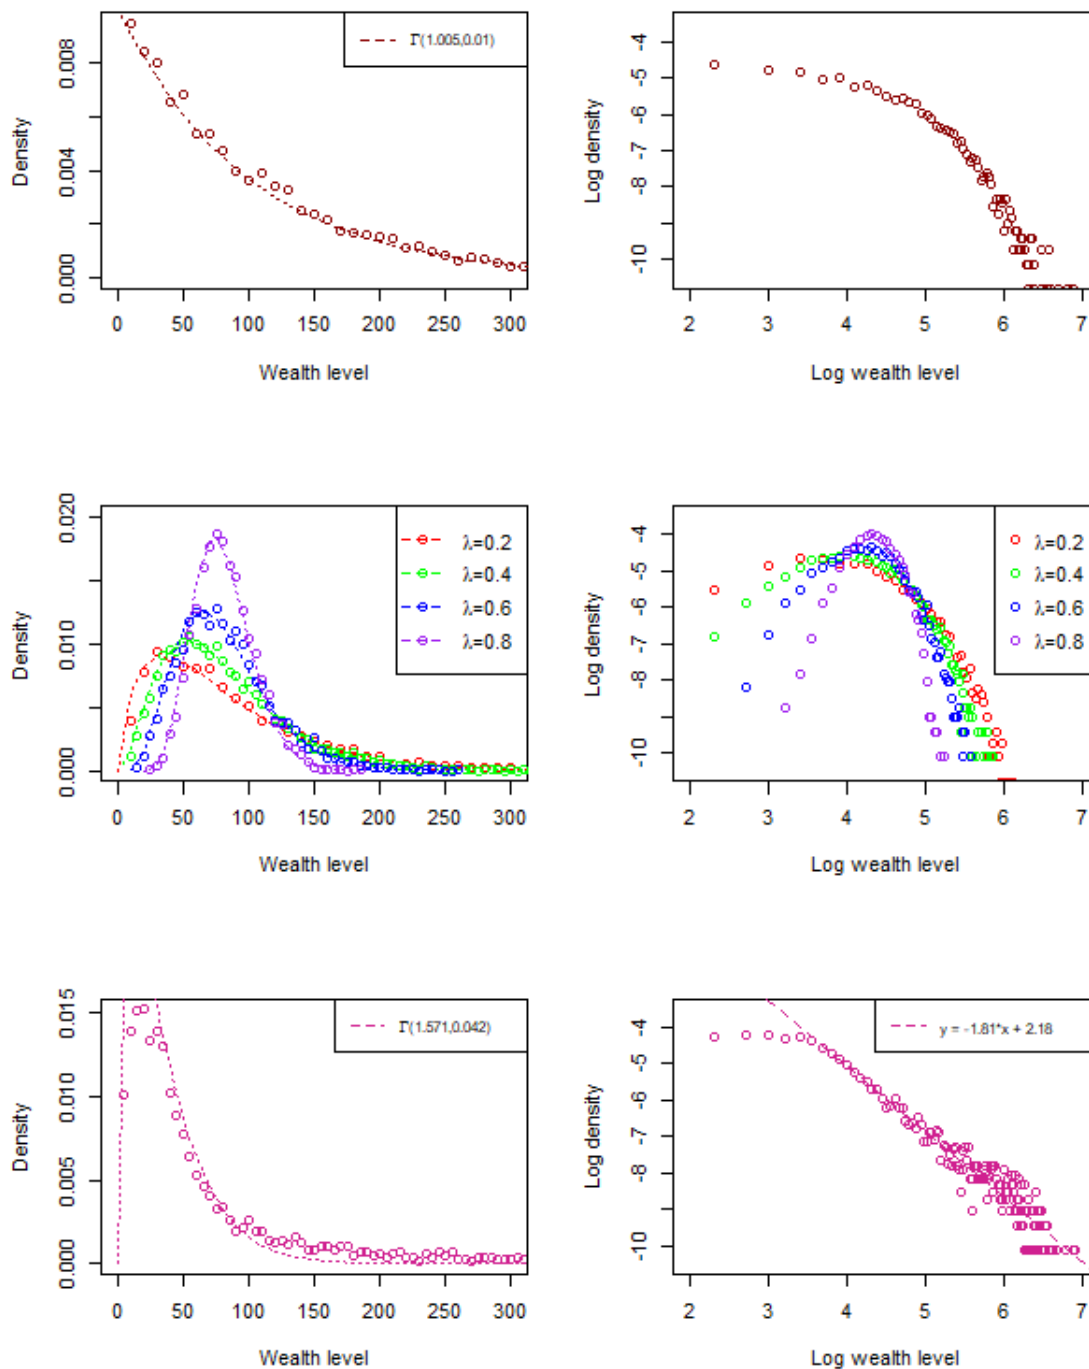 Γ(1.005,0.01)
Density
0.000 0.004 0.008
0 50 100 150 200 250 300
Wealth level
Log density
-10 -8 -7 -6 -5 -4
2 3 4 5 6 7
Log wealth level
λ=0.2
λ=0.4
λ=0.6
λ=0.8
Density
0.000 0.010 0.020
0 50 100 150 200 250 300
Wealth level
λ=0.2
λ=0.4
λ=0.6
λ=0.8
Log density
-10 -8 -7 -6 -5 -4
2 3 4 5 6 7
Log wealth level
Γ(1.571,0.042)
Density
0.000 0.005 0.010 0.015
0 50 100 150 200 250 300
Wealth level
y = -1.81*x + 2.18
Log density
-10 -8 -7 -6 -5 -4
2 3 4 5 6 7
Log wealth level